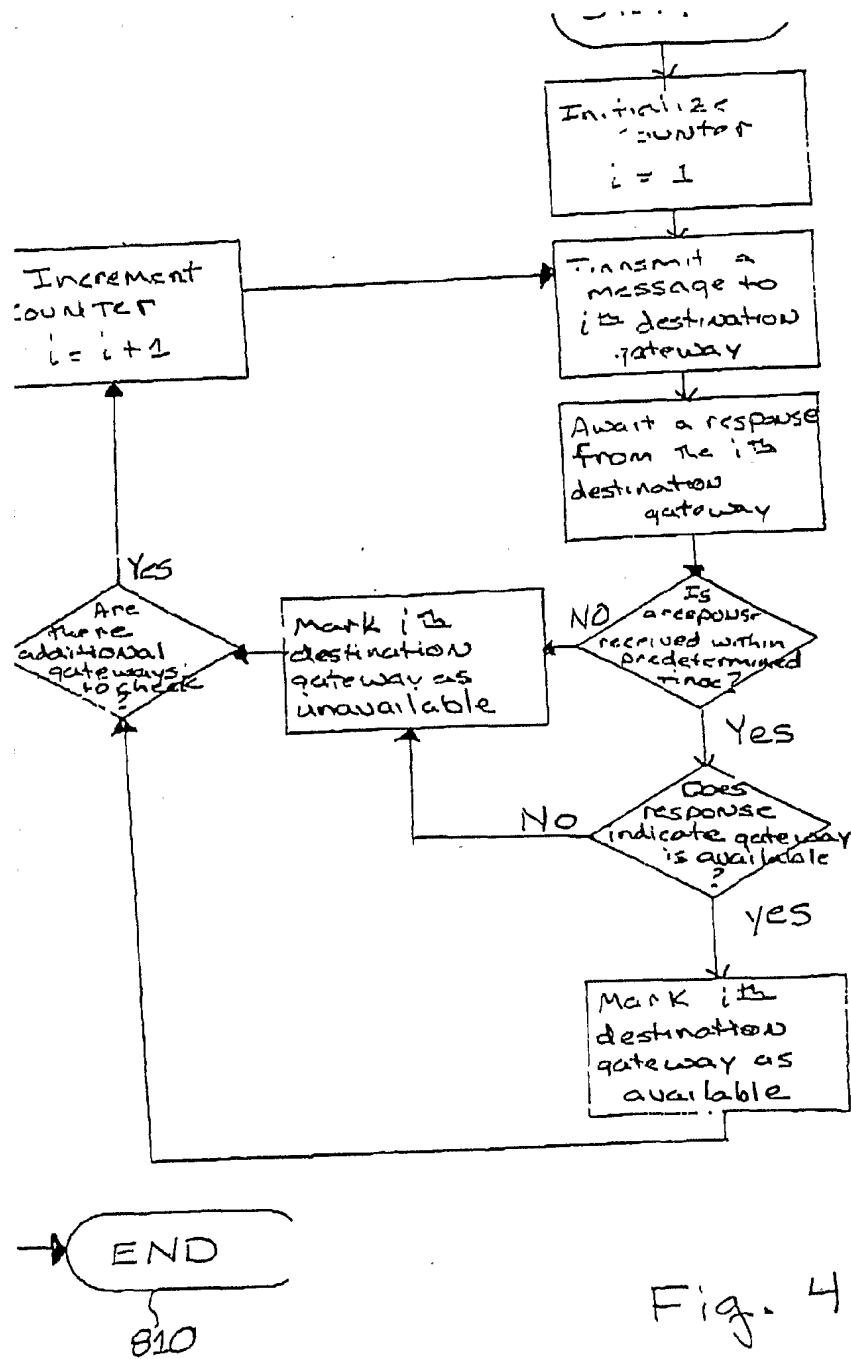 Initialize
counter
i = 1
Transmit a
message to
ith destination
gateway
Increment
COUNTER
i = i + 1
Await a response
from the ith
destination
gateway
Yes
Are
there
additional
gateways
to check
?
Mark ith
destination
gateway as
unavailable
NO
Is
a response
received within
predetermined
time?
Yes
Does
response
indicate gateway
is available
?
No
yes
Mark ith
destination
gateway as
available
END
810
Fig. 4